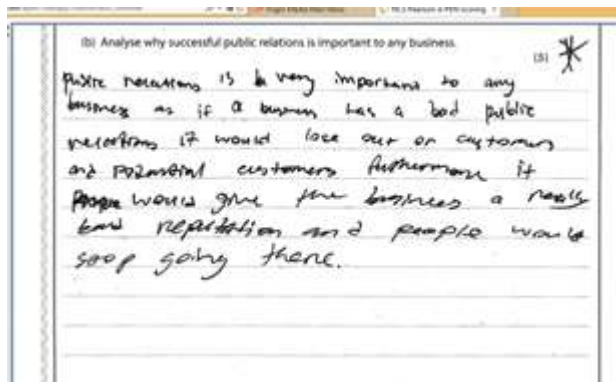 (b) Analyse why successful public relations is important to any business.
(5)
public relations is a very important to any
business as if a business has a bad public
relations it would lose out on customers
and potential customers furthermore it
would give the business a really
bad reputation and people would
stop going there.